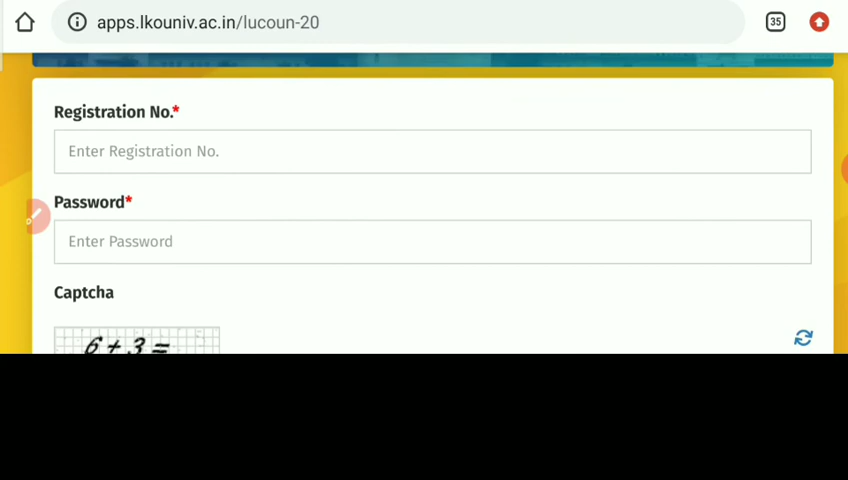 apps.lkouniv.ac.in/lucoun-20
35
Registration No.*
Enter Registration No.
Password*
Enter Password
Captcha
6 + 3 =